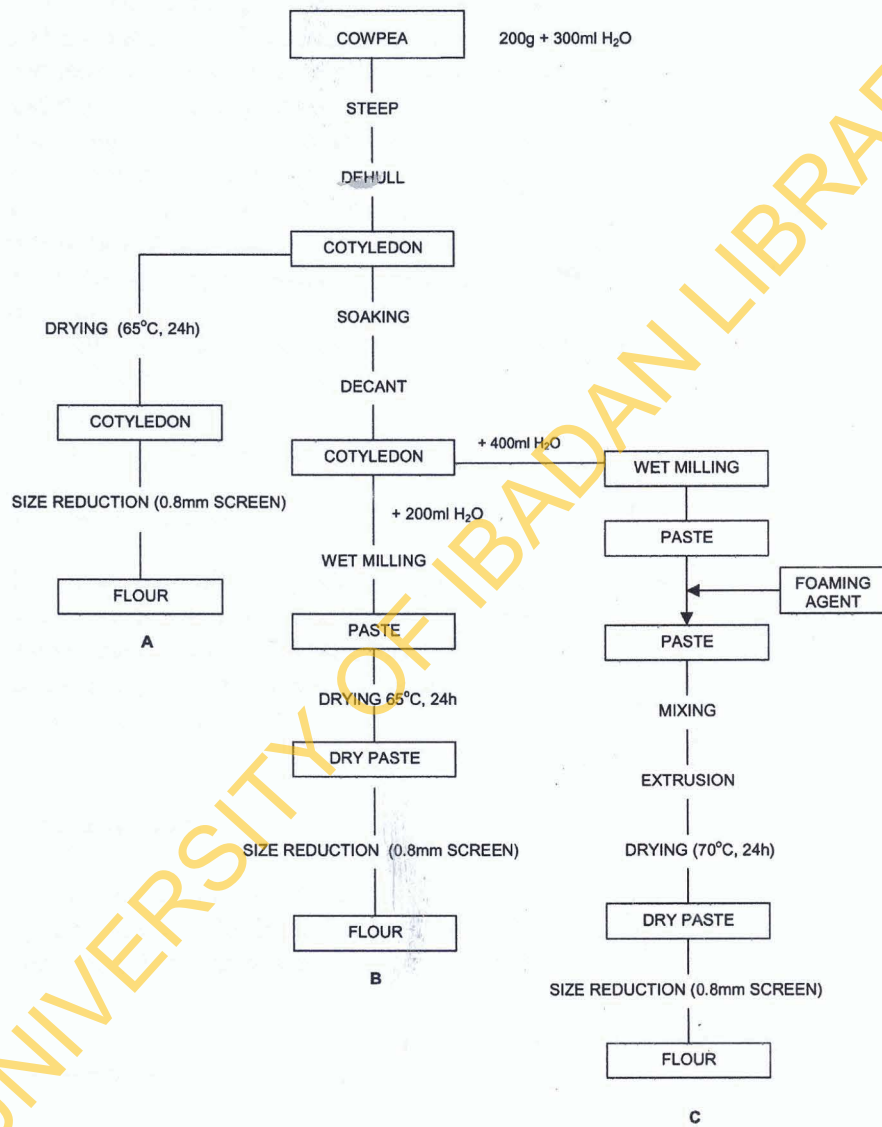 COWPEA
200g + 300ml H₂O
STEEP
DEHULL
COTYLEDON
DRYING (65°C, 24h)
COTYLEDON
SIZE REDUCTION (0.8mm SCREEN)
FLOUR
A
SOAKING
DECANT
COTYLEDON
+ 200ml H₂O
WET MILLING
PASTE
DRYING 65°C, 24h
DRY PASTE
SIZE REDUCTION (0.8mm SCREEN)
FLOUR
B
+ 400ml H₂O
WET MILLING
PASTE
FOAMING
AGENT
PASTE
MIXING
EXTRUSION
DRYING (70°C, 24h)
DRY PASTE
SIZE REDUCTION (0.8mm SCREEN)
FLOUR
C
UNIVERSITY OF IBADAN